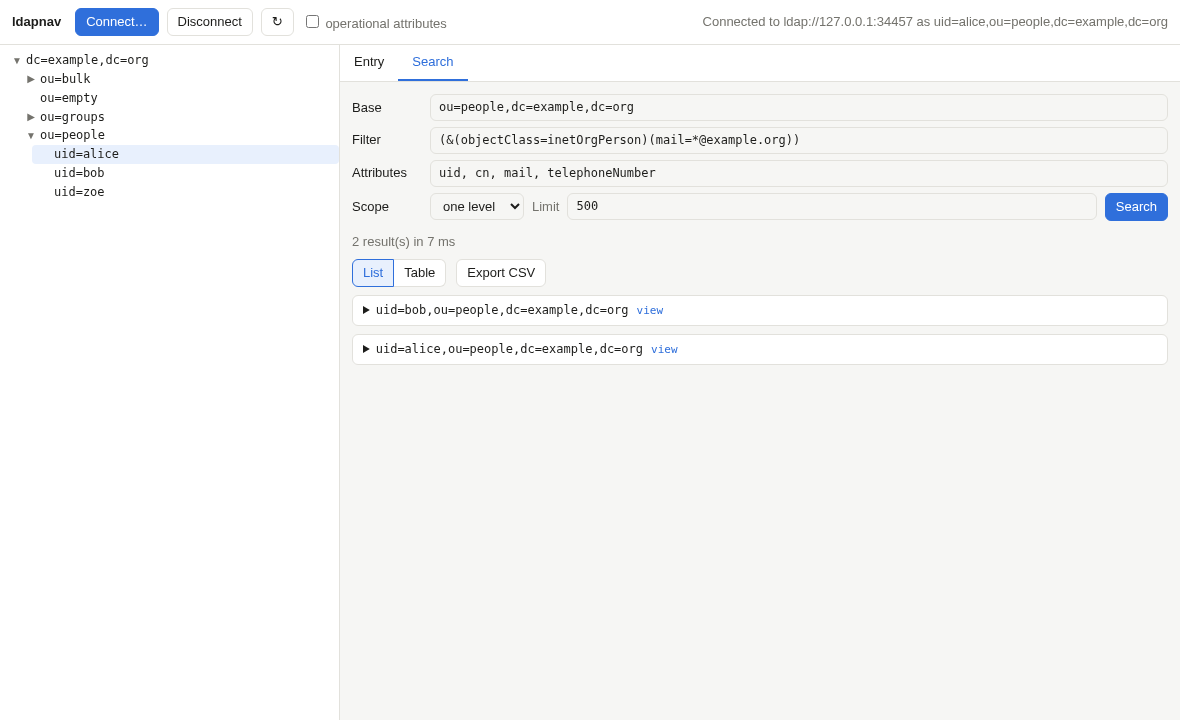 ldapnav Connect… Disconnect ↻ operational attributes Connected to ldap://127.0.0.1:34457 as uid=alice,ou=people,dc=example,dc=org
▼ dc=example,dc=org
▶ ou=bulk
ou=empty
▶ ou=groups
▼ ou=people
uid=alice
uid=bob
uid=zoe
Entry Search
Base ou=people,dc=example,dc=org
Filter (&(objectClass=inetOrgPerson)(mail=*@example.org))
Attributes uid, cn, mail, telephoneNumber
Scope one level Limit 500 Search
2 result(s) in 7 ms
List Table Export CSV
▶ uid=bob,ou=people,dc=example,dc=org view
▶ uid=alice,ou=people,dc=example,dc=org view